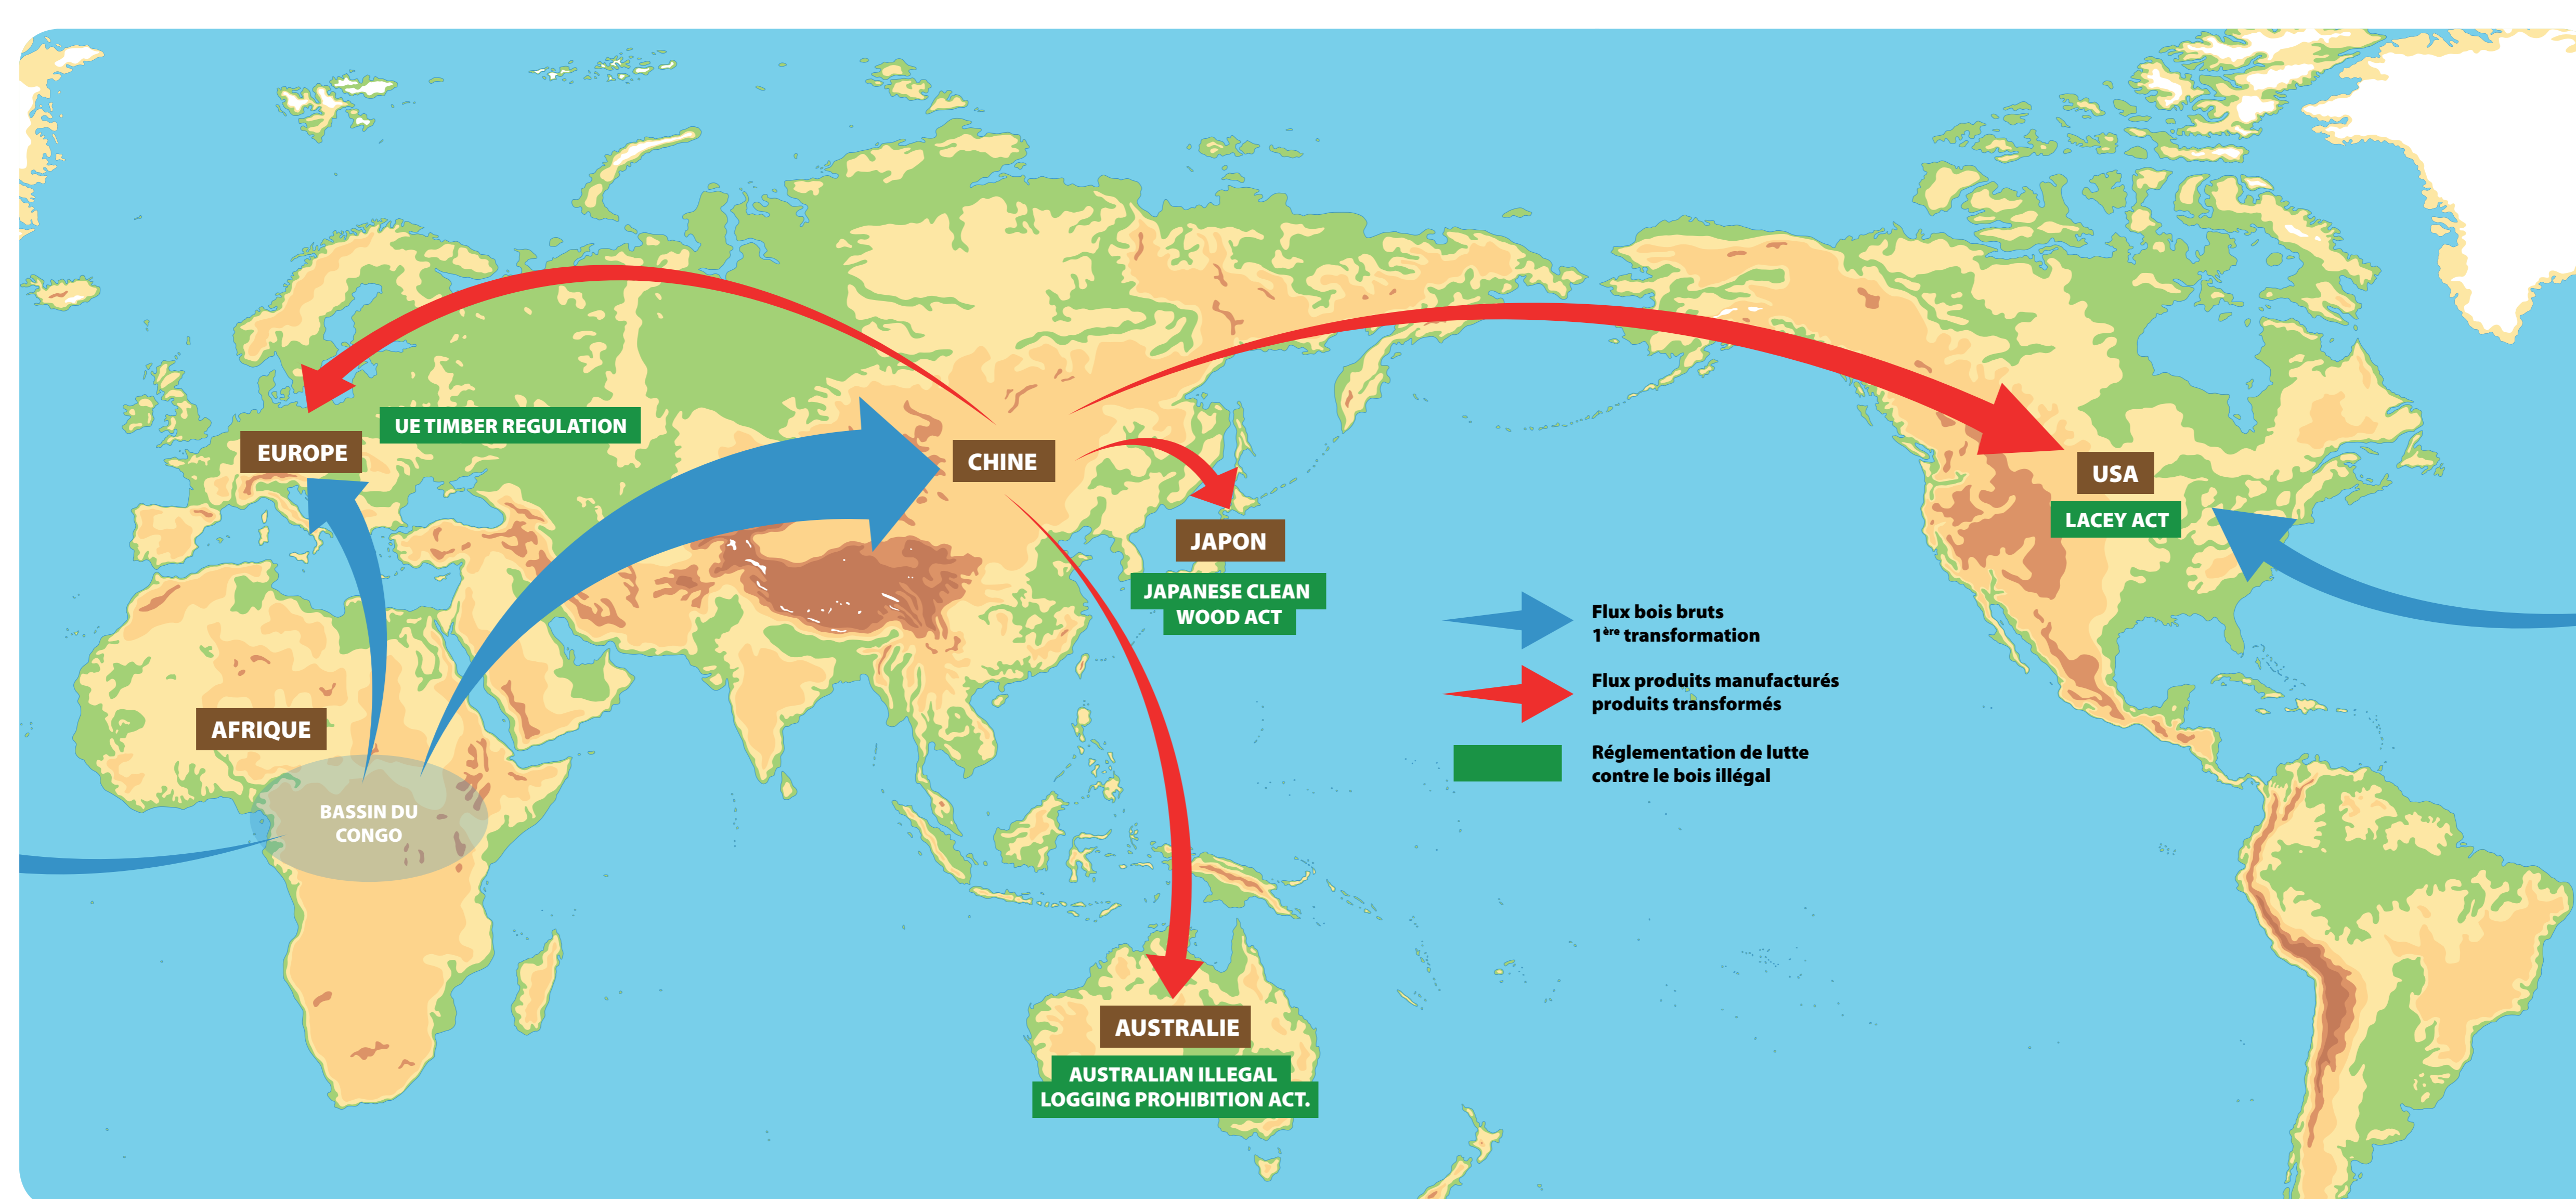 UE TIMBER REGULATION
EUROPE
CHINE
USA
LACEY ACT
JAPON
JAPANESE CLEAN
WOOD ACT
Flux bois bruts
1ère transformation
Flux produits manufacturés
produits transformés
Réglementation de lutte
contre le bois illégal
AFRIQUE
BASSIN DU
CONGO
AUSTRALIE
AUSTRALIAN ILLEGAL
LOGGING PROHIBITION ACT.